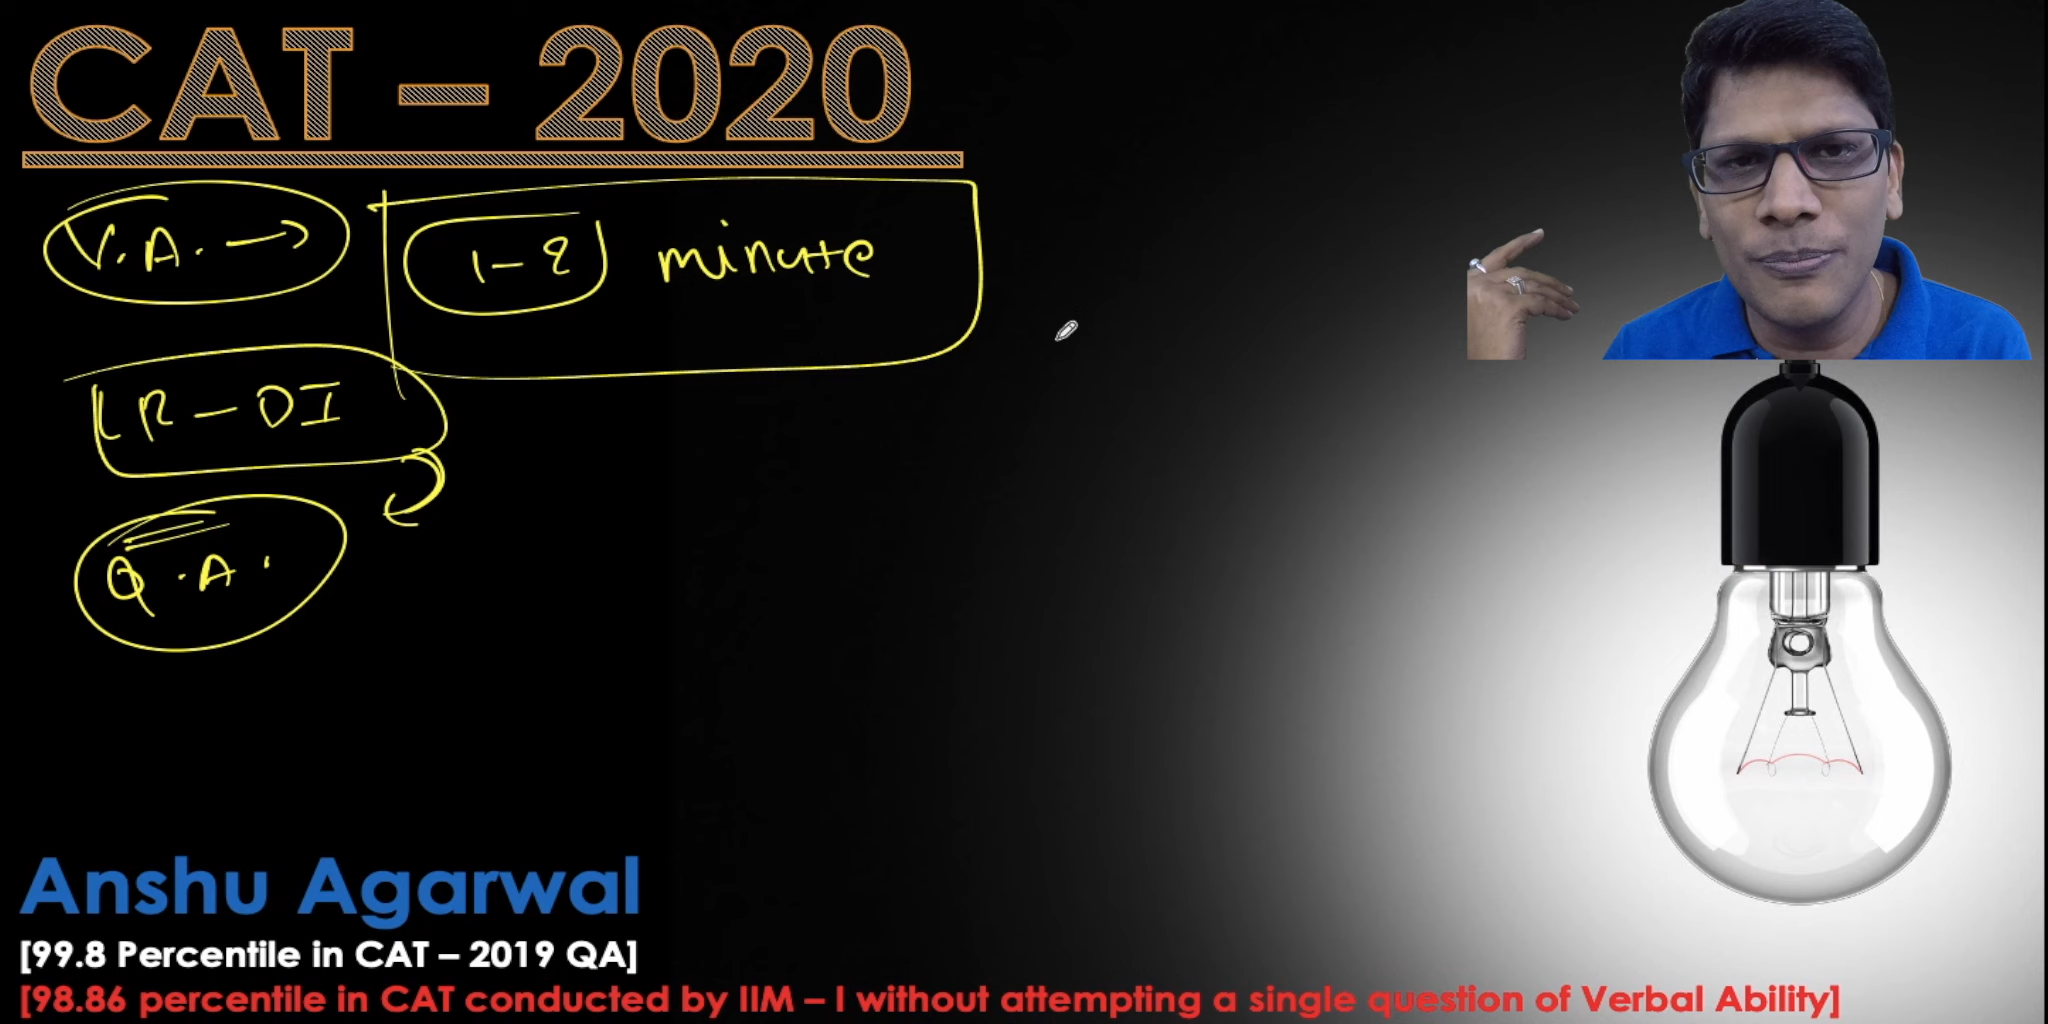 CAT – 2020
V.A. → 1-2 minute
LR - DI
Q.A.
Anshu Agarwal
[99.8 Percentile in CAT – 2019 QA]
[98.86 percentile in CAT conducted by IIM – I without attempting a single question of Verbal Ability]